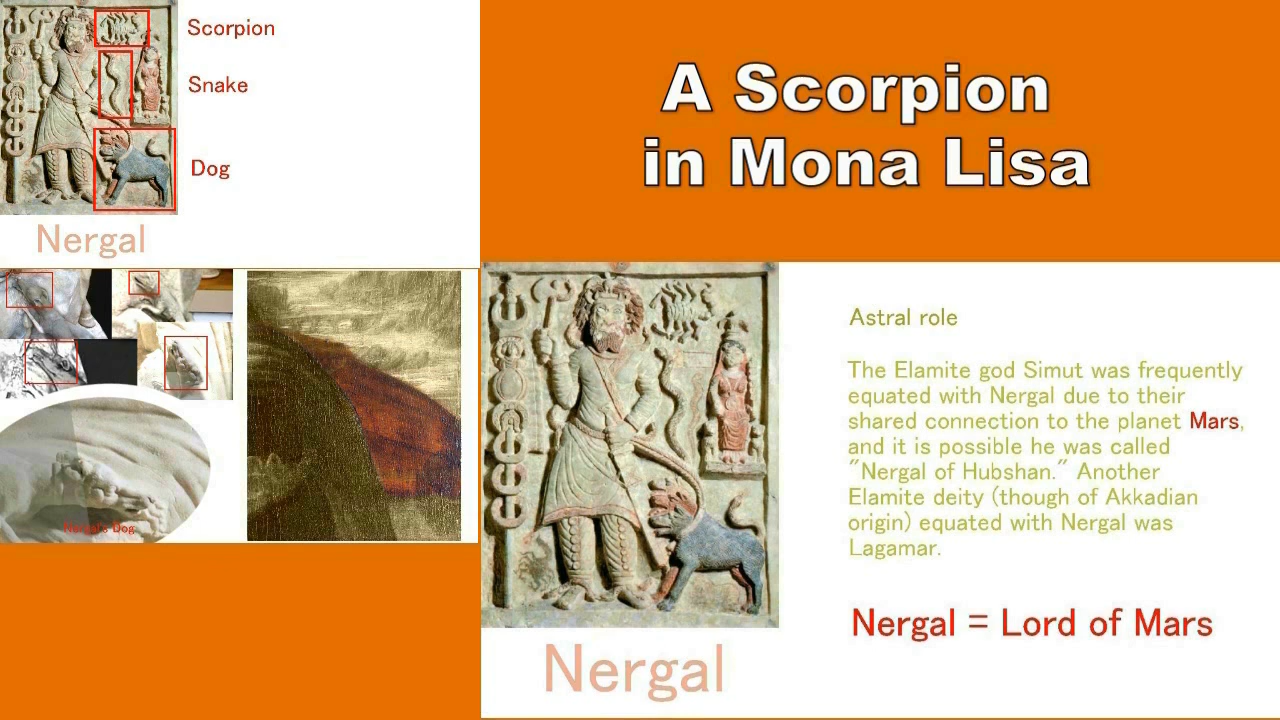 Scorpion
Snake
Dog
Nergal
Nergal's Dog
A Scorpion
in Mona Lisa
Astral role
The Elamite god Simut was frequently
equated with Nergal due to their
shared connection to the planet Mars,
and it is possible he was called
"Nergal of Hubshan." Another
Elamite deity (though of Akkadian
origin) equated with Nergal was
Lagamar.
Nergal = Lord of Mars
Nergal